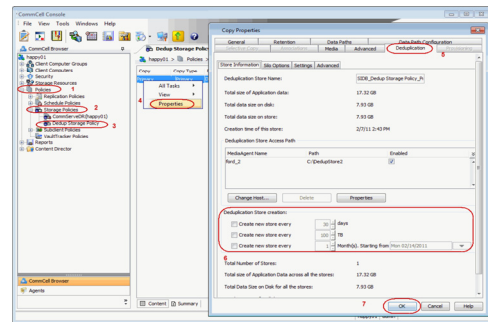 CommCell Console
File View Tools Windows Help
CommCell Browser
happy01
Client Computer Groups
Client Computers
Security
Storage Resources
Policies 1
Replication Policies
Schedule Policies
Storage Policies 2
CommServeDR(happy01)
Dedup Storage Policy 3
Subclient Policies
VaultTracker Policies
Reports
Content Director
CommCell Browser
Agents
Dedup Storage Policy
happy01 > Policies >
Copy Copy Type
Primary Primary
4
All Tasks
View
Properties
Content Summary
Copy Properties
General Retention Data Paths Data Path Configuration
Media Advanced Deduplication
5
Store Information Silo Options Settings Advanced
Deduplication Store Name: SIDB_Dedup Storage Policy_Pr
Total size of Application data: 17.32 GB
Total data size on disk: 7.93 GB
Total data size on store: 7.93 GB
Creation time of this store: 2/7/11 2:43 PM
Deduplication Store Access Path
MediaAgent Name Path Enabled
ford_2 C:\DedupStore2
Change Host... Delete Properties
Deduplication Store creation:
Create new store every 30 days
Create new store every 100 TB
Create new store every 1 Month(s). Starting from Mon 02/14/2011
6
Total Number of Stores: 1
Total size of Application Data across all the stores: 17.32 GB
Total Data Size on Disk for all the stores: 7.93 GB
7
OK Cancel Help